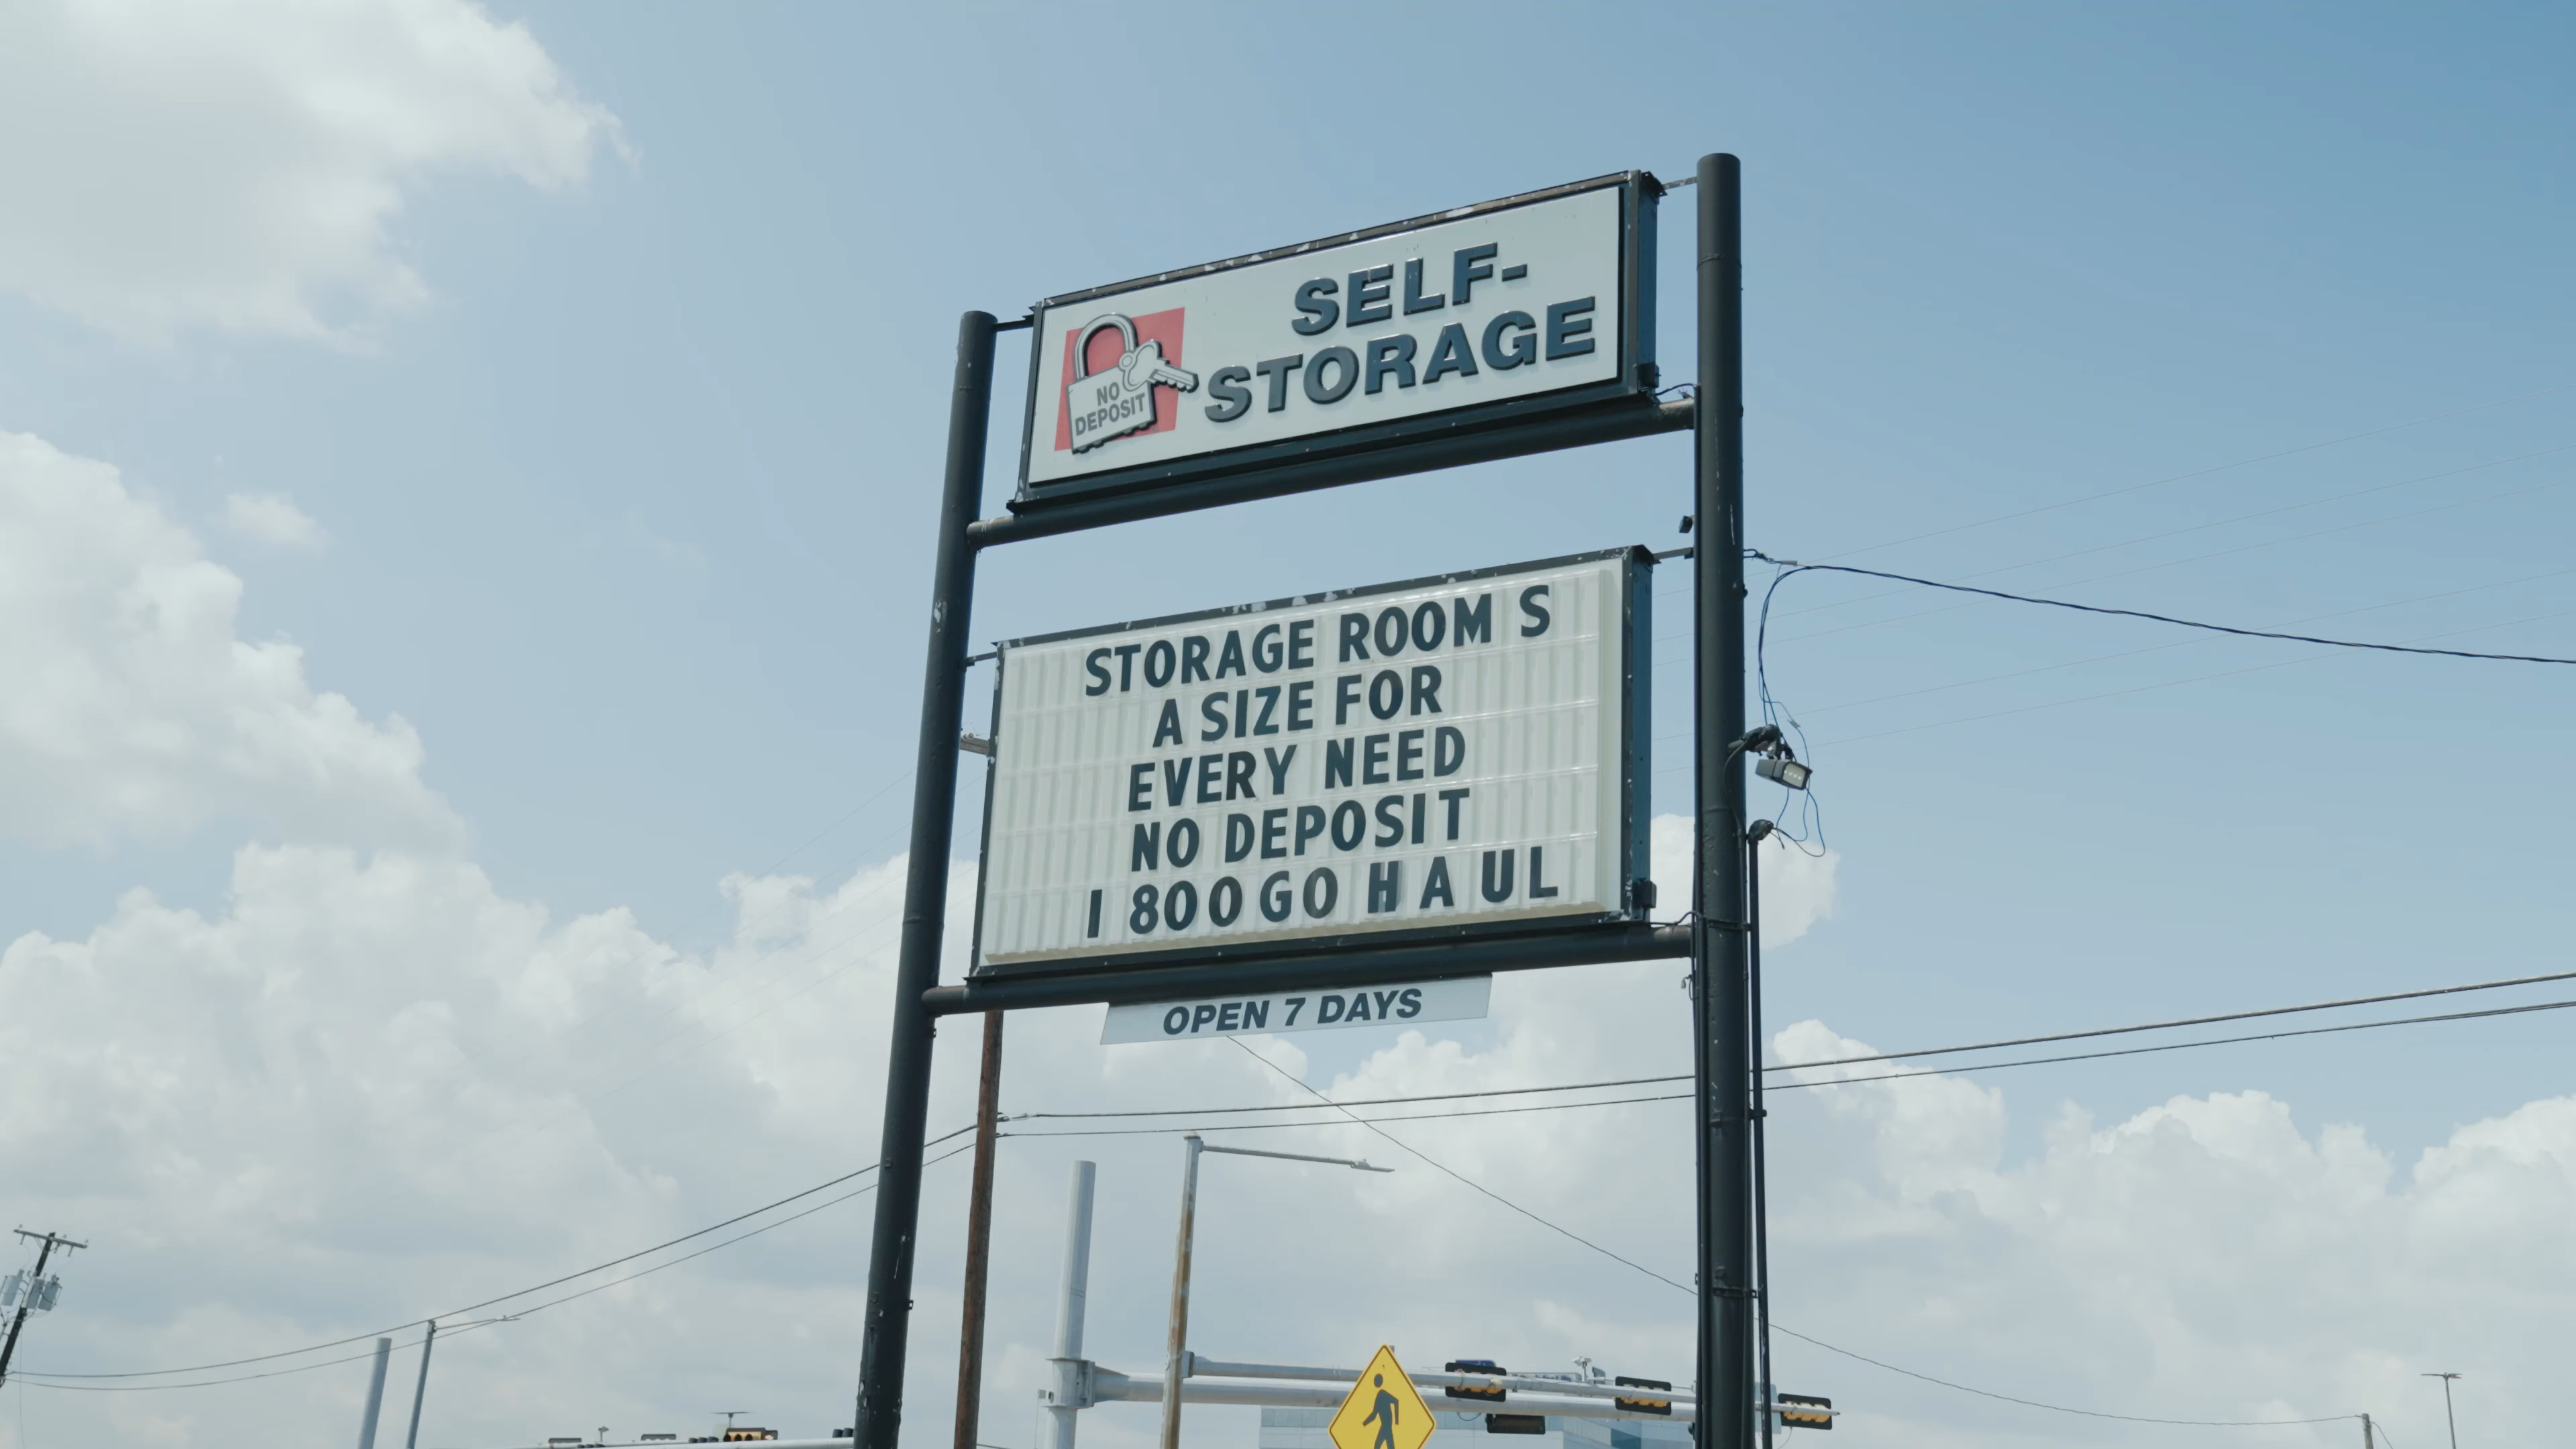 SELF-
STORAGE
NO
DEPOSIT
STORAGE ROOM S
A SIZE FOR
EVERY NEED
NO DEPOSIT
1 800 GO H A UL
OPEN 7 DAYS